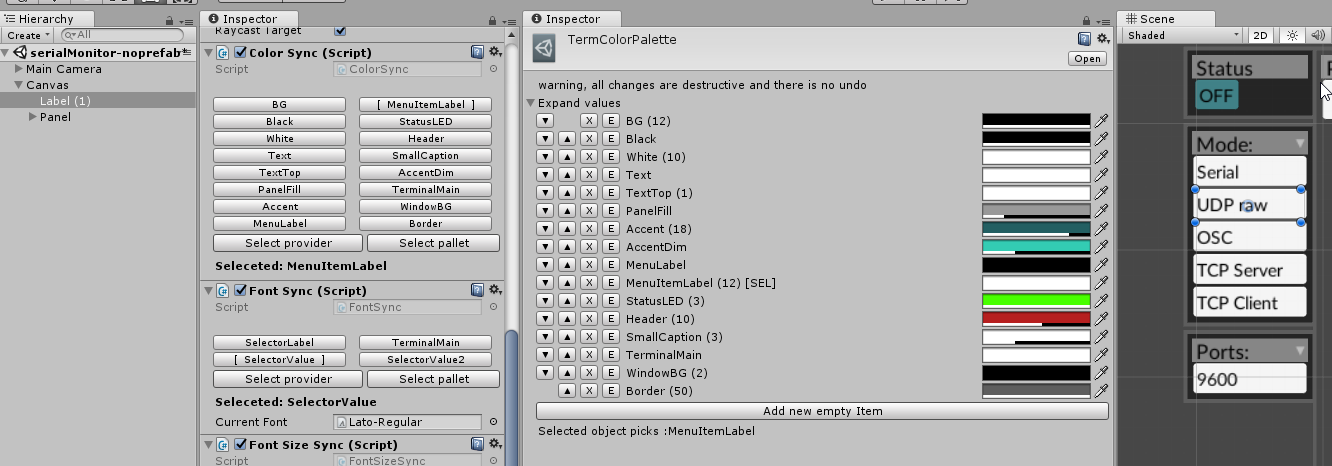 Hierarchy
Create
All
serialMonitor-noprefab
Main Camera
Canvas
Label (1)
Panel
Inspector
Raycast Target
Color Sync (Script)
Script ColorSync
BG [ MenuItemLabel ]
Black StatusLED
White Header
Text SmallCaption
TextTop AccentDim
PanelFill TerminalMain
Accent WindowBG
MenuLabel Border
Select provider Select pallet
Seleceted: MenuItemLabel
Font Sync (Script)
Script FontSync
SelectorLabel TerminalMain
[ SelectorValue ] SelectorValue2
Select provider Select pallet
Seleceted: SelectorValue
Current Font Lato-Regular
Font Size Sync (Script)
Script FontSizeSync
Inspector
TermColorPalette
Open
warning, all changes are destructive and there is no undo
Expand values
X E BG (12)
X E Black
X E White (10)
X E Text
X E TextTop (1)
X E PanelFill
X E Accent (18)
X E AccentDim
X E MenuLabel
X E MenuItemLabel (12) [SEL]
X E StatusLED (3)
X E Header (10)
X E SmallCaption (3)
X E TerminalMain
X E WindowBG (2)
X E Border (50)
Add new empty Item
Selected object picks :MenuItemLabel
Scene
Shaded 2D
Status
OFF
Mode:
Serial
UDP raw
OSC
TCP Server
TCP Client
Ports:
9600